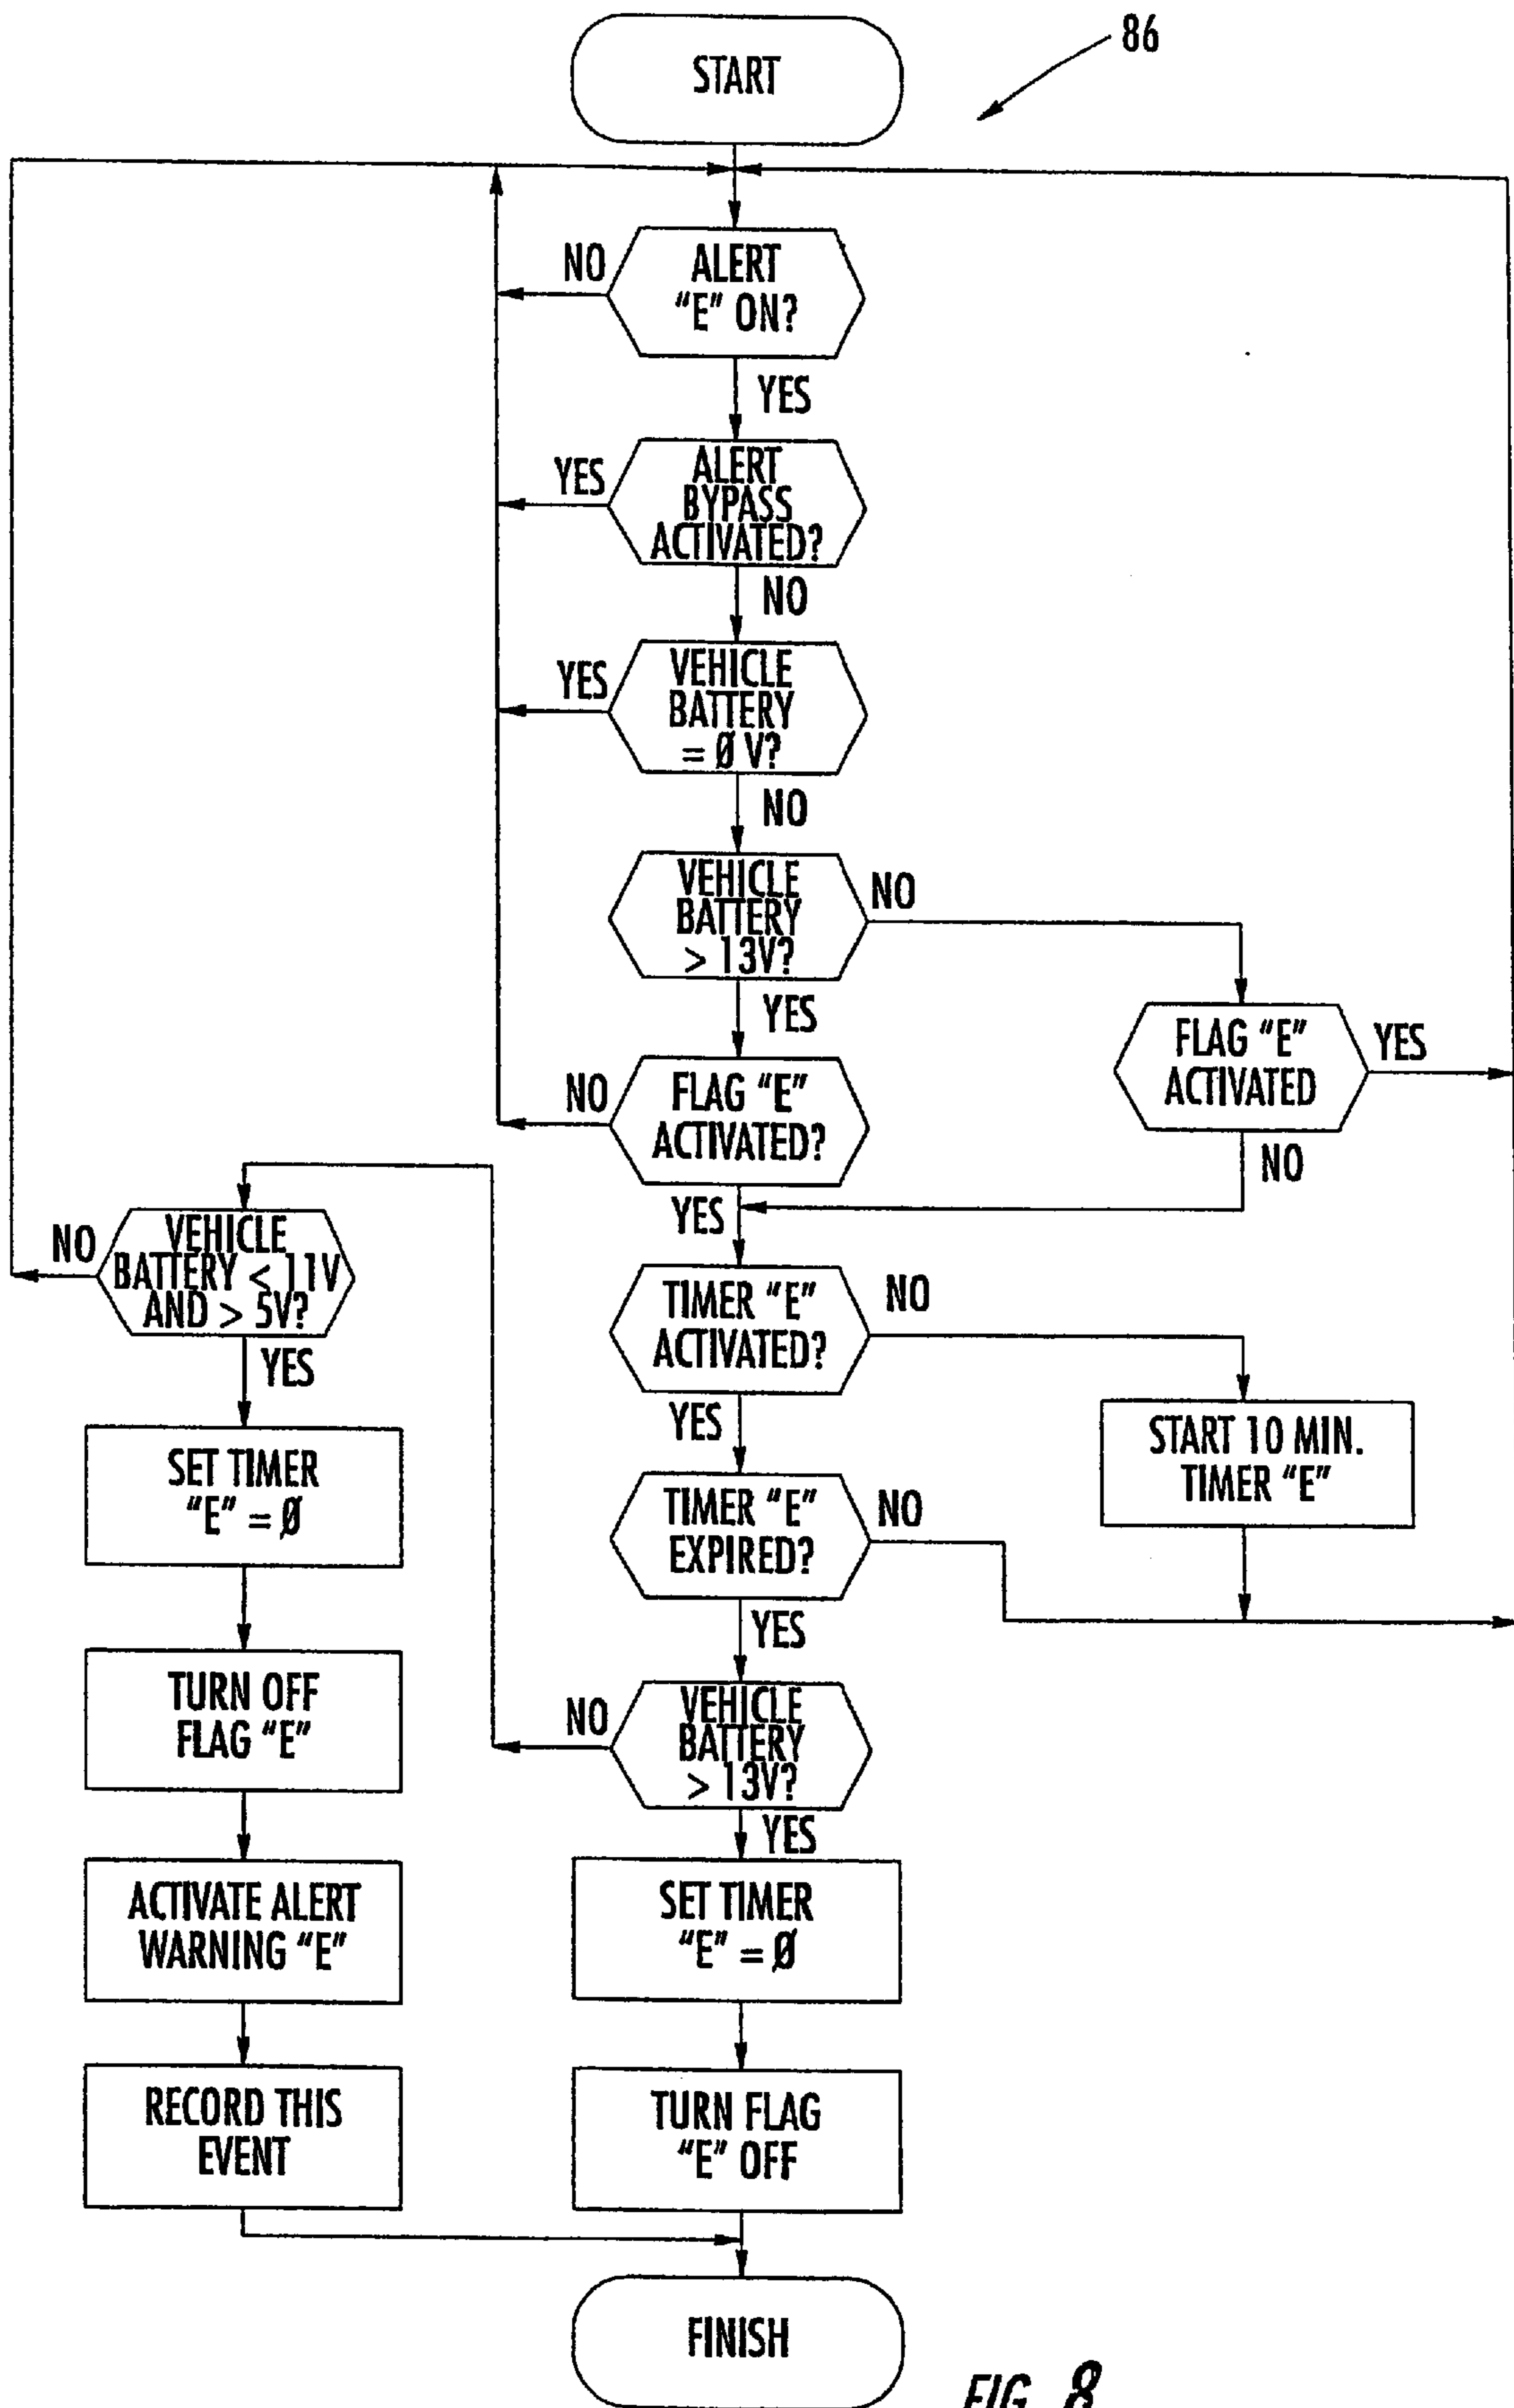 START
86
ALERT
"E" ON?
NO
YES
ALERT
BYPASS
ACTIVATED?
YES
NO
VEHICLE
BATTERY
= Ø V?
YES
NO
VEHICLE
BATTERY
> 13V?
NO
YES
FLAG "E"
ACTIVATED
YES
NO
FLAG "E"
ACTIVATED?
NO
YES
VEHICLE
BATTERY < 11V
AND > 5V?
NO
YES
TIMER "E"
ACTIVATED?
NO
YES
START 10 MIN.
TIMER "E"
SET TIMER
"E" = Ø
TIMER "E"
EXPIRED?
NO
YES
TURN OFF
FLAG "E"
VEHICLE
BATTERY
> 13V?
NO
YES
ACTIVATE ALERT
WARNING "E"
SET TIMER
"E" = Ø
RECORD THIS
EVENT
TURN FLAG
"E" OFF
FINISH
FIG. 8